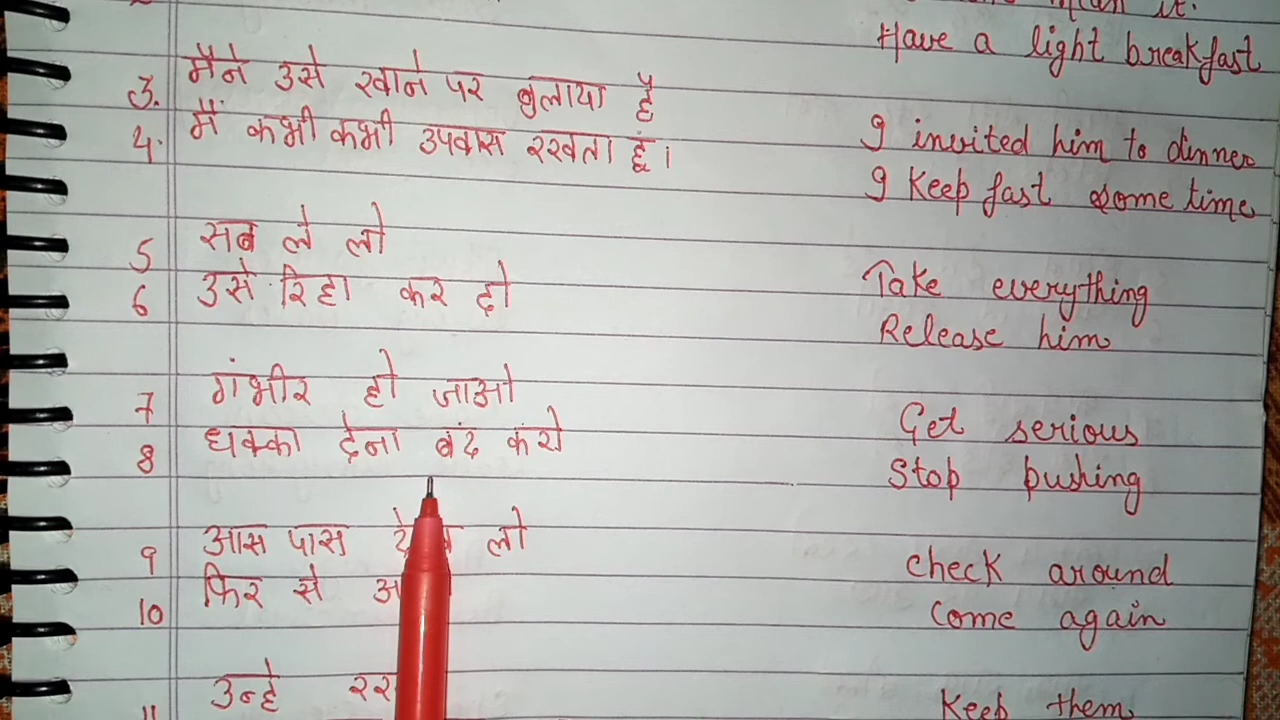 it.
Have a light breakfast
3. मैने उसे खाने पर बुलाया है
I invited him to dinner
4. मैं कभी कभी उपवास रखता हूं।
I Keep fast some time
5 सब ले लो
Take everything
6 उसे रिहा कर दो
Release him
7 गंभीर हो जाओ
Get serious
8 धक्का देना बंद करो
Stop pushing
9 आस पास लो
check around
10 फिर से
Come again
11 उन्हे
Keep them